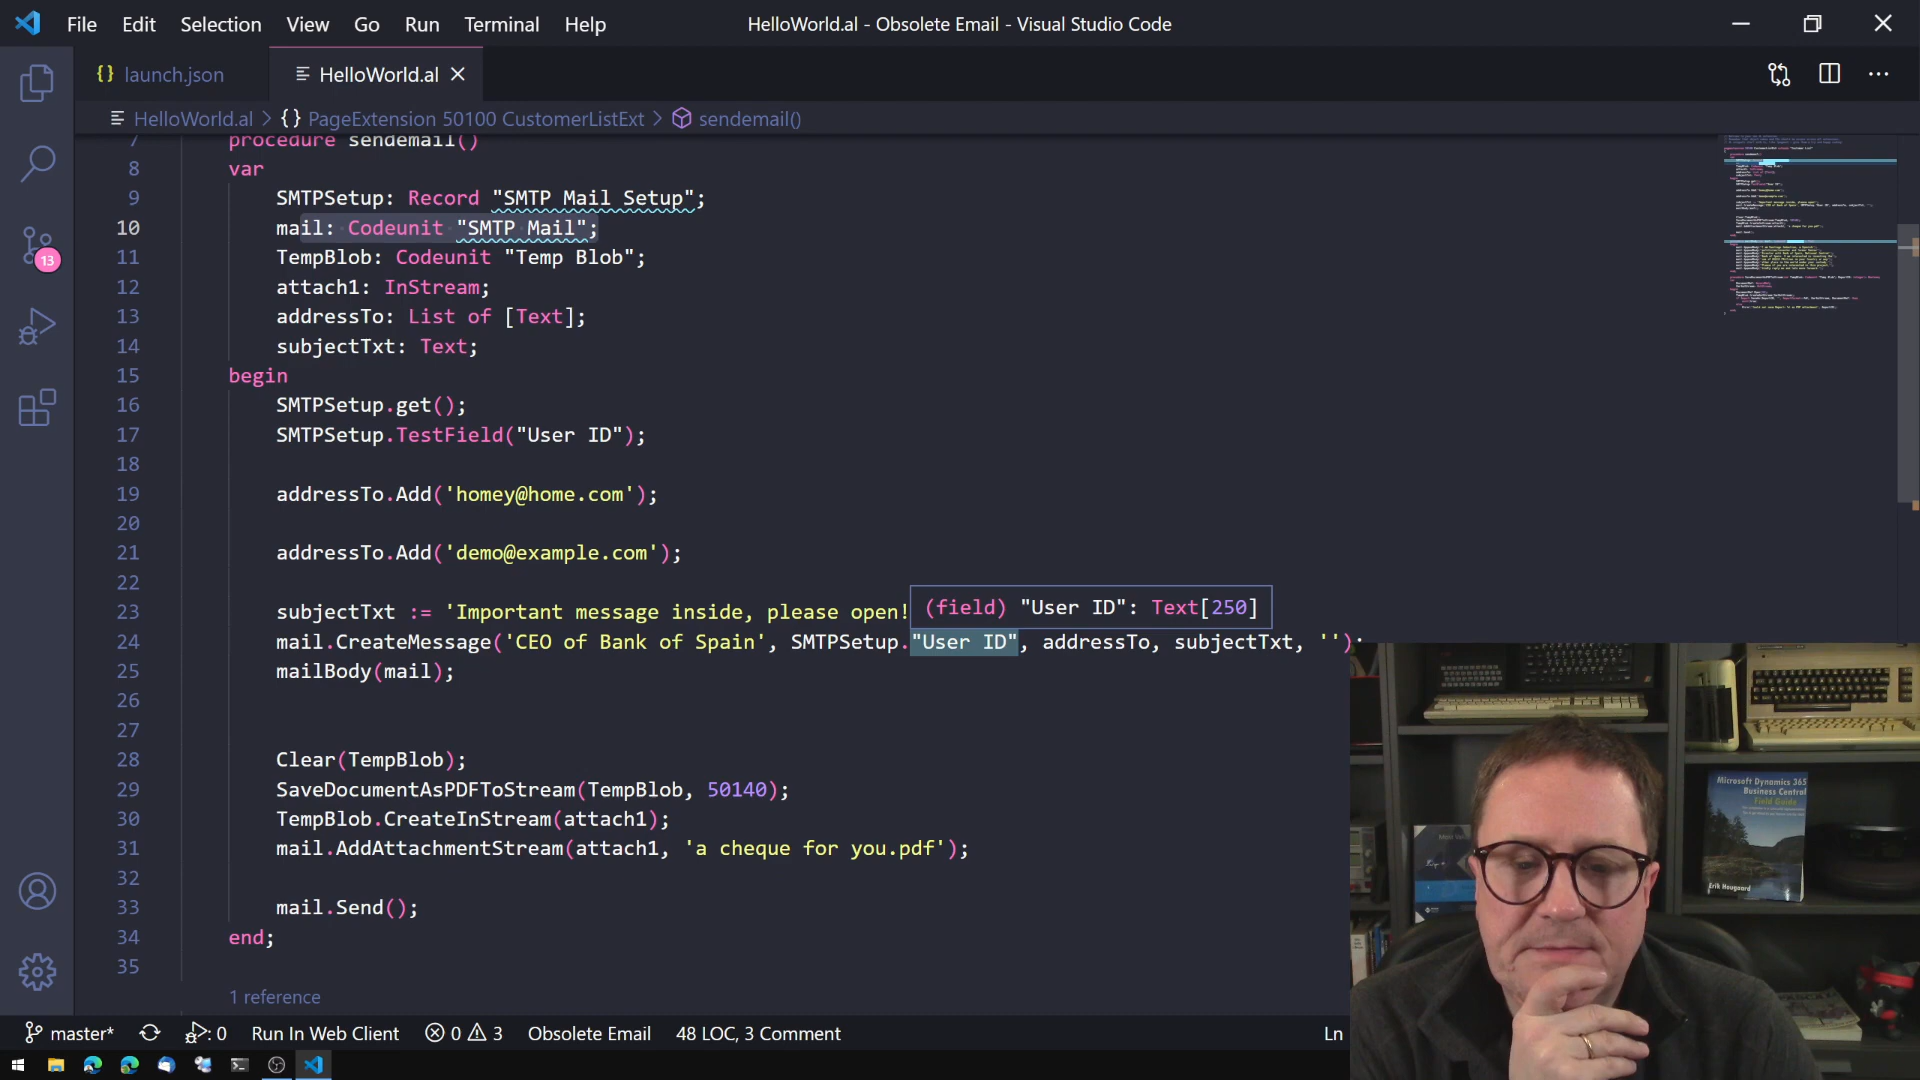 File Edit Selection View Go Run Terminal Help
HelloWorld.al - Obsolete Email - Visual Studio Code
{} launch.json
HelloWorld.al
HelloWorld.al > {} PageExtension 50100 CustomerListExt > sendemail()
7 procedure sendemail()
8 var
9 SMTPSetup: Record "SMTP Mail Setup";
10 mail: Codeunit "SMTP Mail";
11 TempBlob: Codeunit "Temp Blob";
12 attach1: InStream;
13 addressTo: List of [Text];
14 subjectTxt: Text;
15 begin
16 SMTPSetup.get();
17 SMTPSetup.TestField("User ID");
18
19 addressTo.Add('homey@home.com');
20
21 addressTo.Add('demo@example.com');
22
(field) "User ID": Text[250]
23 subjectTxt := 'Important message inside, please open!
24 mail.CreateMessage('CEO of Bank of Spain', SMTPSetup."User ID", addressTo, subjectTxt, '');
25 mailBody(mail);
26
27
28 Clear(TempBlob);
29 SaveDocumentAsPDFToStream(TempBlob, 50140);
30 TempBlob.CreateInStream(attach1);
31 mail.AddAttachmentStream(attach1, 'a cheque for you.pdf');
32
33 mail.Send();
34 end;
35
1 reference
13
Microsoft Dynamics 365
Business Central
Field Guide
Erik Hougaard
master* 0 Run In Web Client 0 3 Obsolete Email 48 LOC, 3 Comment Ln